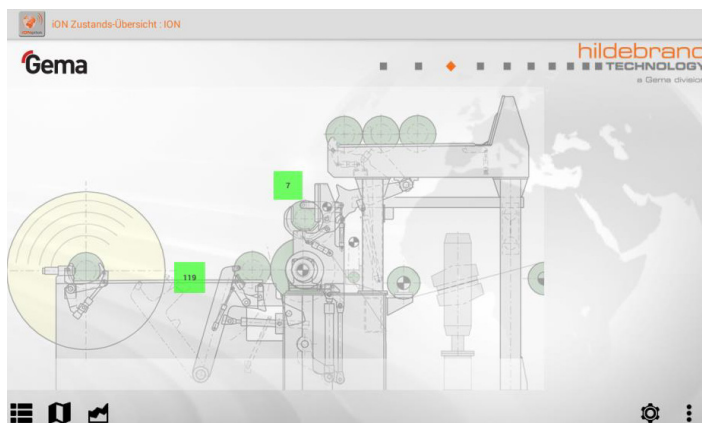 iON Zustands-Übersicht : ION
Gema
hildebrand
TECHNOLOGY
a Gema division
7
119